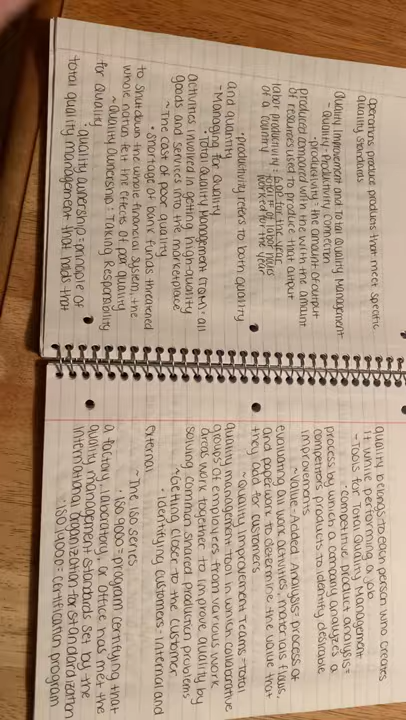 Operations produce products that meet specific
quality standards
Quality Improvement and Total Quality Management
- Quality-Productivity Connection
• productivity = the amount of output
produced compared with the with the amount
of resources used to produce that output
labor productivity = 
labor hours
worked for the year
of a country
• productivity refers to both quality
and quantity
- Managing for Quality
• Total Quality Management (TQM) = all
activities involved in getting high-quality
goods and services into the marketplace
~ The cost of poor quality
• shortage of funds threatened
to shutdown the whole financial system, the
whole nation felt the effects of poor quality
~ Quality Ownership = Taking Responsibility
for Quality
• quality ownership = principle of
total quality management that holds that
quality belongs to each person who creates
it while performing a job
- Tools for Total Quality Management
• competitive product analysis =
process by which a company analyzes a
competitors products to identify desirable
improvements
~ Value-Added Analysis = process of
evaluating all work activities, materials flows,
and paperwork to determine the value that
they add for customers
~ Quality Improvement Teams = total
quality management tool in which collaborative
groups of employees from various work
areas work together to improve quality by
solving common shared production problems
~ Getting Closer to the Customer
• Identifying customers - internal and
external
~ The ISO series
• ISO 9000 = program certifying that
a factory, laboratory, or office has met the
quality management standards set by the
International Organization for Standardization
• ISO 14000 = certification program